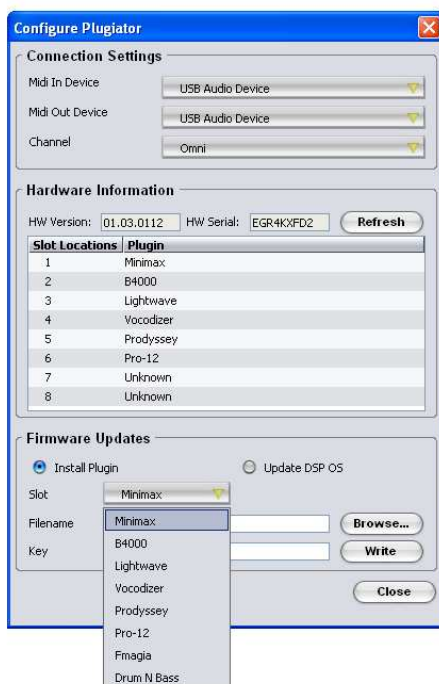 Configure Plugiator
Connection Settings
Midi In Device USB Audio Device
Midi Out Device USB Audio Device
Channel Omni
Hardware Information
HW Version: 01.03.0112 HW Serial: EGR4KXFD2 Refresh
Slot Locations Plugin
1 Minimax
2 B4000
3 Lightwave
4 Vocodizer
5 Prodyssey
6 Pro-12
7 Unknown
8 Unknown
Firmware Updates
Install Plugin Update DSP OS
Slot Minimax
Filename Minimax Browse...
B4000
Key Write
Lightwave
Vocodizer Close
Prodyssey
Pro-12
Fmagia
Drum N Bass